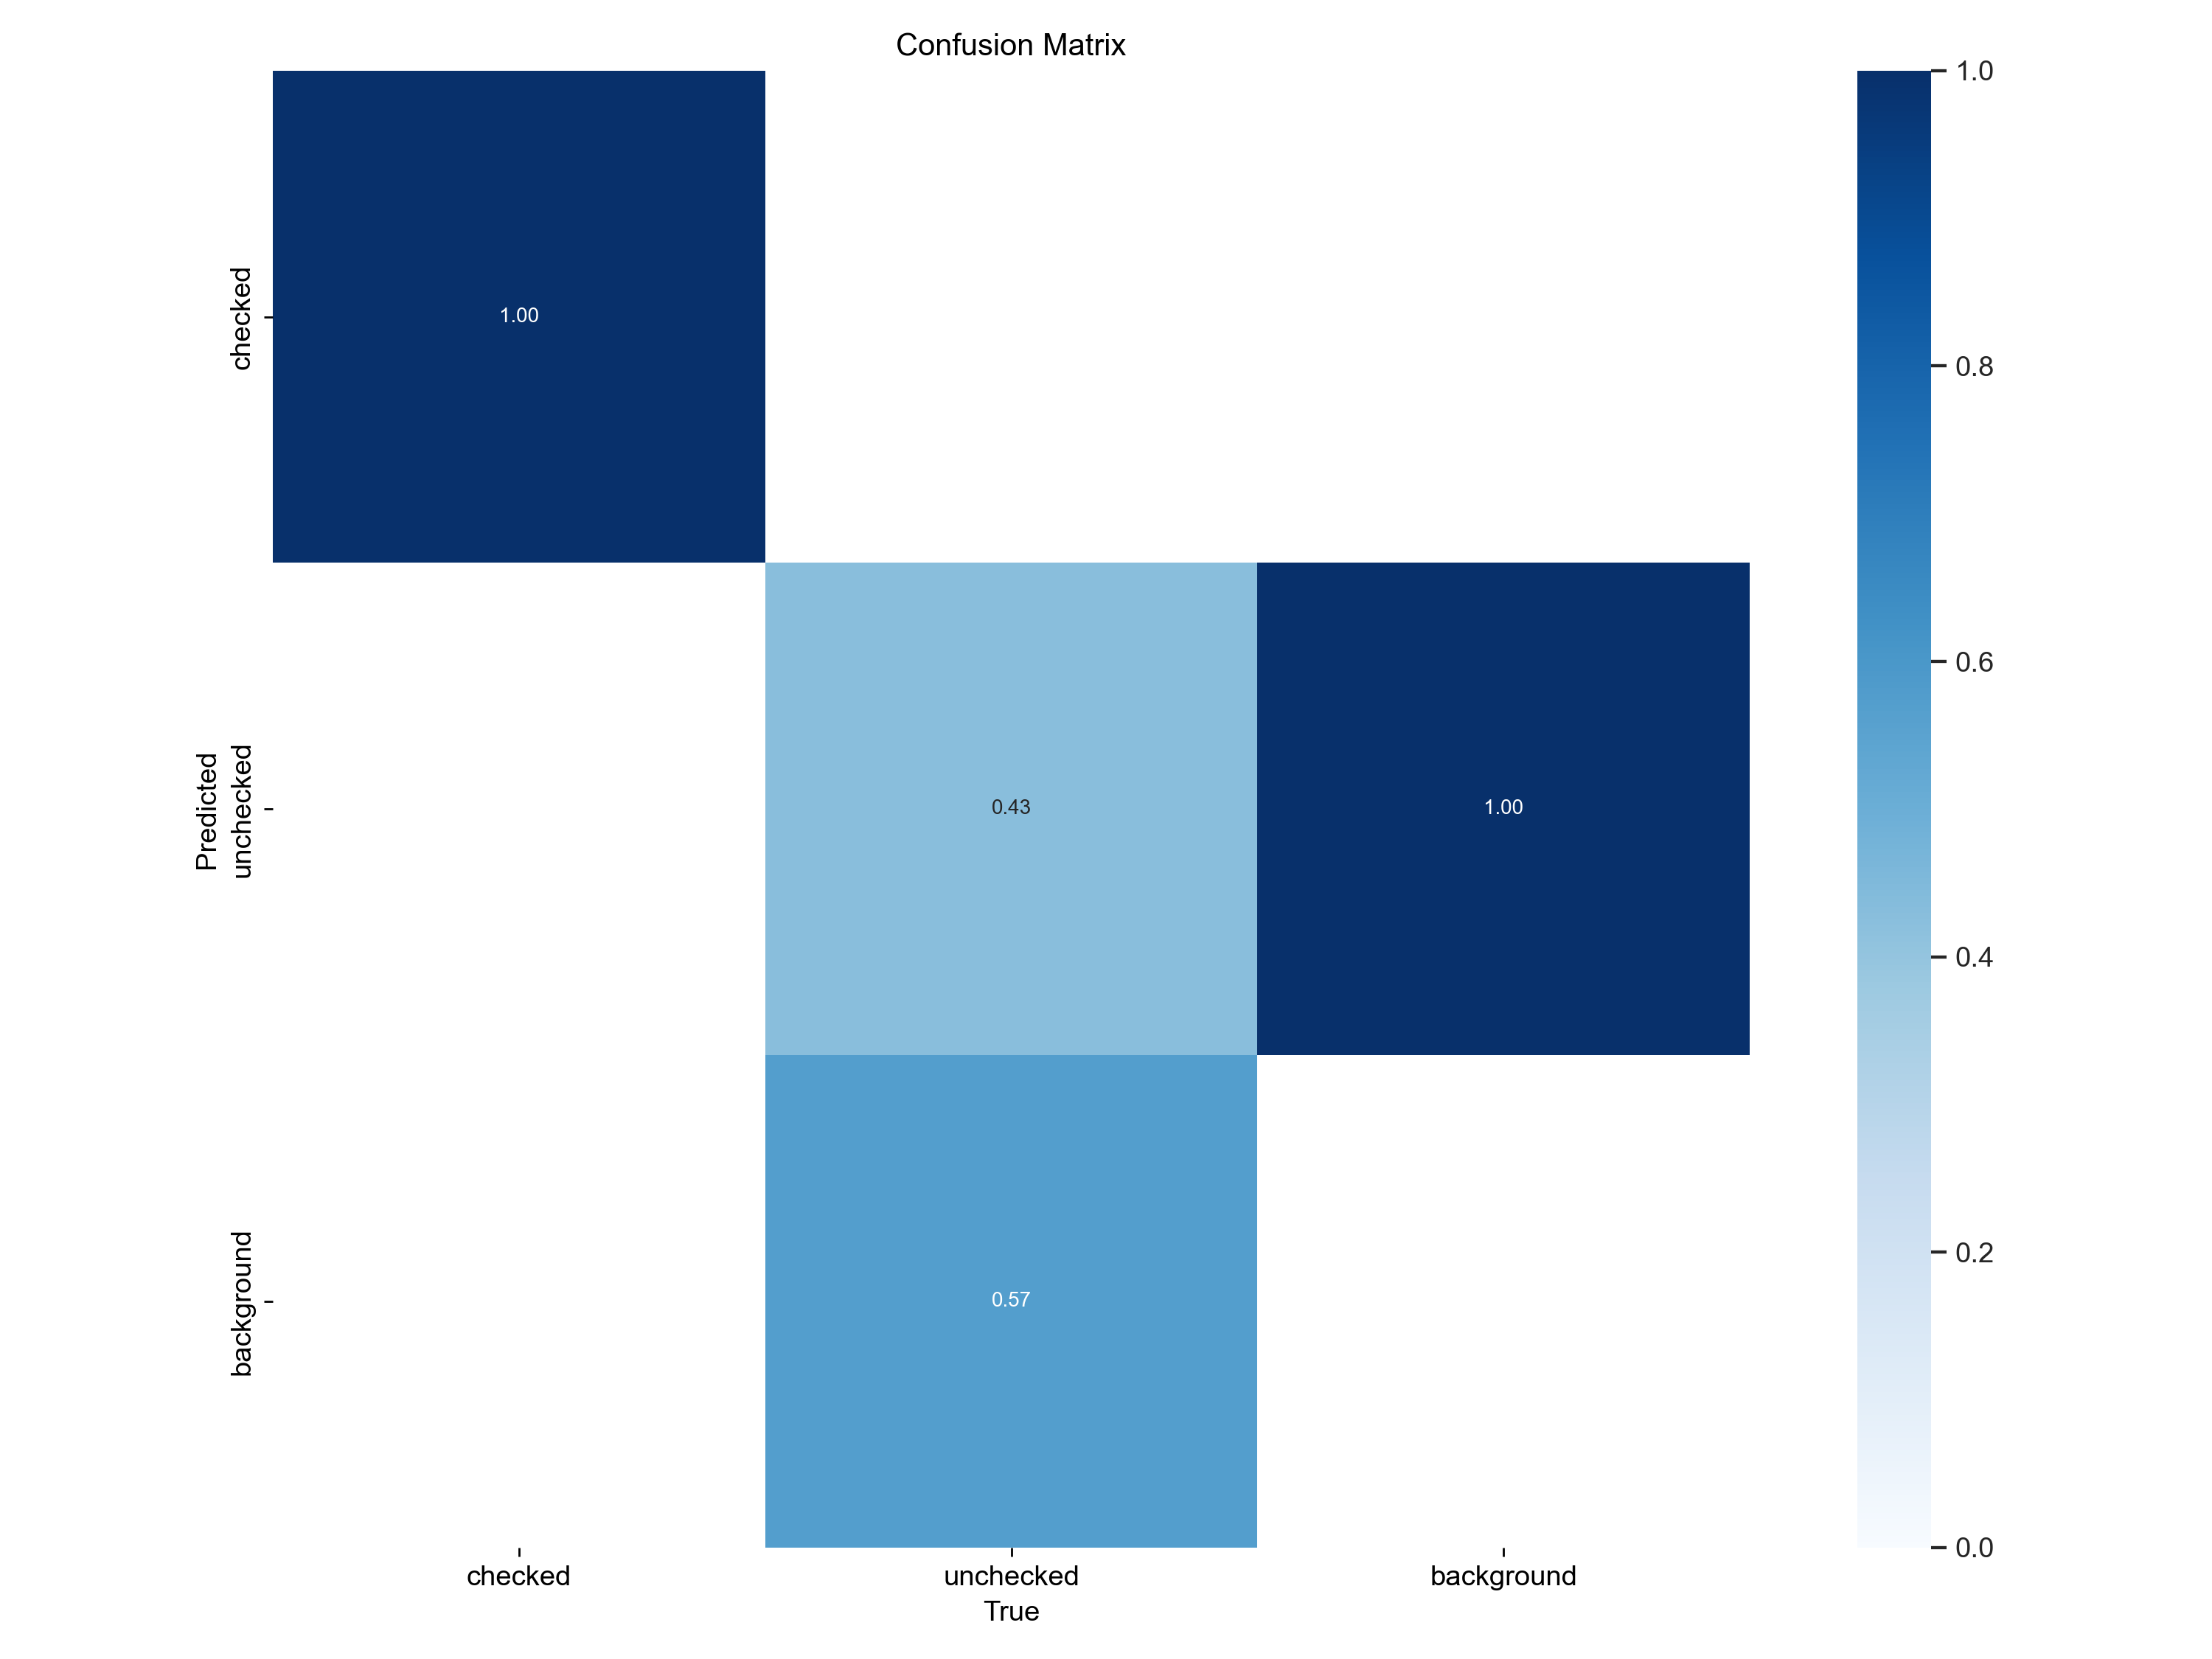 Confusion Matrix
checked
1.00
Predicted
unchecked
0.43
1.00
background
0.57
checked
unchecked
background
True
1.0
0.8
0.6
0.4
0.2
0.0